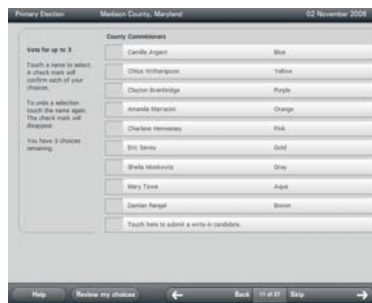 Primary Election
Madison County, Maryland
02 November 2008
County Commissioners
Vote for up to 3
Touch a name to select.
A check mark will
confirm each of your
choices.
To undo a selection
touch the name again.
The check mark will
disappear.
You have 3 choices
remaining.
Camille Argent Blue
Chloe Witherspoon Yellow
Clayton Bainbridge Purple
Amanda Marracini Orange
Charlene Hennessey Pink
Eric Savoy Gold
Sheila Moskowitz Gray
Mary Tawa Aqua
Damian Rangel Brown
Touch here to submit a write-in candidate.
Help
Review my choices
Back
Skip